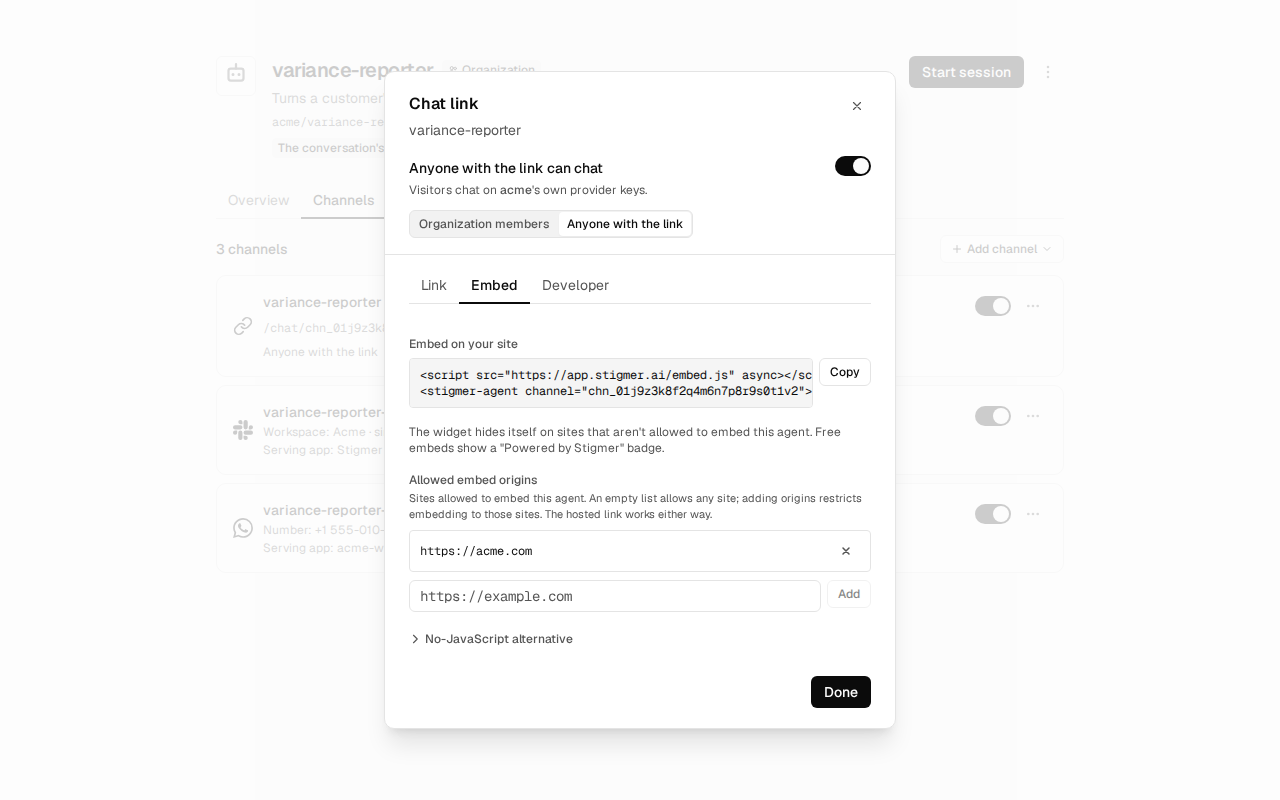 variance-reporter Organization
Start session
Turns a customer'
acme/variance-re
The conversation's
Overview
Channels
3 channels
Add channel
variance-reporter
/chat/chn_01j9z3k8
Anyone with the link
variance-reporter-
Workspace: Acme · si
Serving app: Stigmer
variance-reporter-
Number: +1 555-010-
Serving app: acme-w
Chat link
variance-reporter
Anyone with the link can chat
Visitors chat on acme's own provider keys.
Organization members
Anyone with the link
Link
Embed
Developer
Embed on your site
<script src="https://app.stigmer.ai/embed.js" async></sc
<stigmer-agent channel="chn_01j9z3k8f2q4m6n7p8r9s0t1v2">
Copy
The widget hides itself on sites that aren't allowed to embed this agent. Free
embeds show a "Powered by Stigmer" badge.
Allowed embed origins
Sites allowed to embed this agent. An empty list allows any site; adding origins restricts
embedding to those sites. The hosted link works either way.
https://acme.com
https://example.com
Add
No-JavaScript alternative
Done